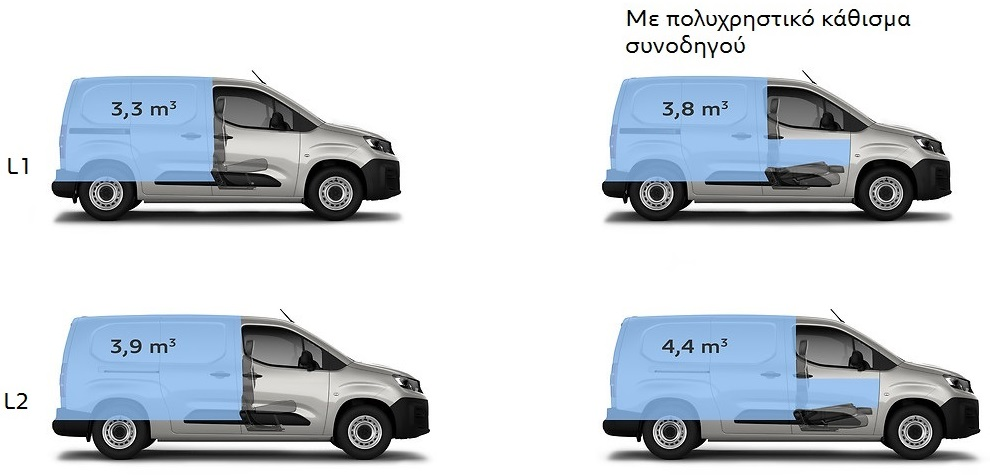 Με πολυχρηστικό κάθισμα
συνοδηγού
3,3 m³
3,8 m³
L1
3,9 m³
4,4 m³
L2